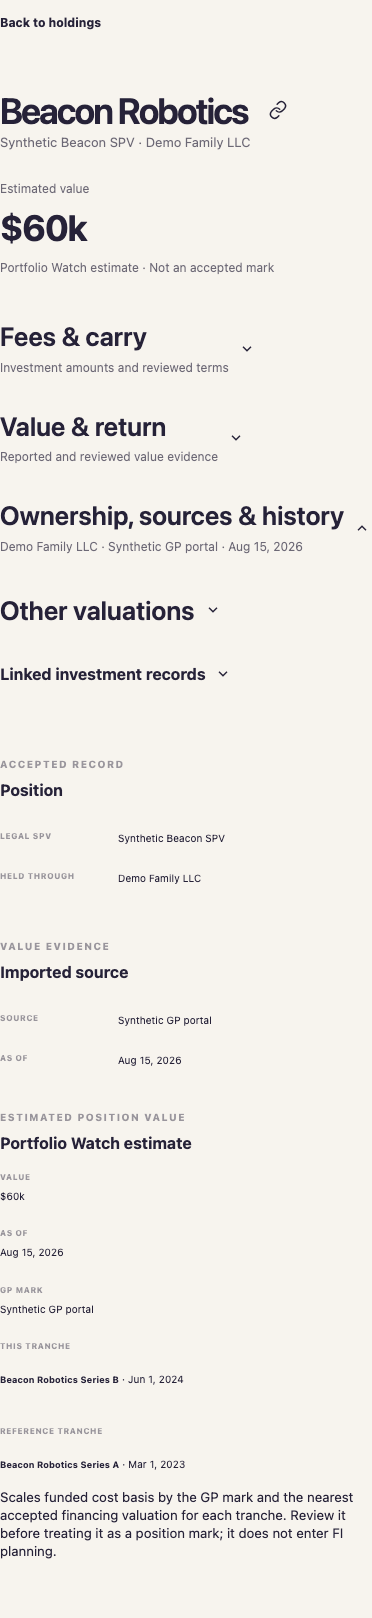 Back to holdings
Beacon Robotics
Synthetic Beacon SPV · Demo Family LLC
Estimated value
$60k
Portfolio Watch estimate · Not an accepted mark
Fees & carry
Investment amounts and reviewed terms
Value & return
Reported and reviewed value evidence
Ownership, sources & history
Demo Family LLC · Synthetic GP portal · Aug 15, 2026
Other valuations
Linked investment records
ACCEPTED RECORD
Position
LEGAL SPV Synthetic Beacon SPV
HELD THROUGH Demo Family LLC
VALUE EVIDENCE
Imported source
SOURCE Synthetic GP portal
AS OF Aug 15, 2026
ESTIMATED POSITION VALUE
Portfolio Watch estimate
VALUE
$60k
AS OF
Aug 15, 2026
GP MARK
Synthetic GP portal
THIS TRANCHE
Beacon Robotics Series B · Jun 1, 2024
REFERENCE TRANCHE
Beacon Robotics Series A · Mar 1, 2023
Scales funded cost basis by the GP mark and the nearest
accepted financing valuation for each tranche. Review it
before treating it as a position mark; it does not enter FI
planning.